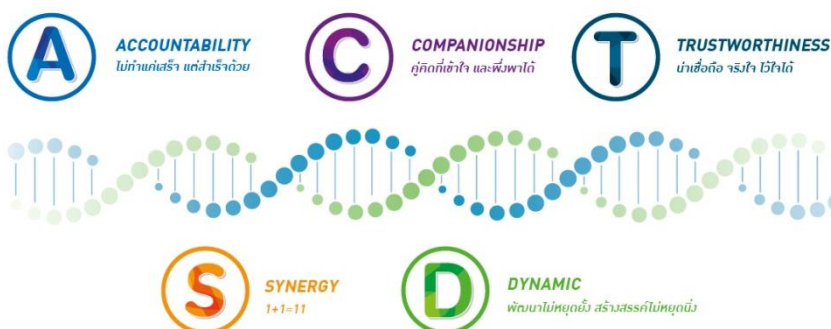 A
ACCOUNTABILITY
ไม่ทำแค่เสร็จ แต่สำเร็จด้วย
C
COMPANIONSHIP
คู่คิดที่เข้าใจ และพึ่งพาได้
T
TRUSTWORTHINESS
น่าเชื่อถือ จริงใจ ไว้ใจได้
S
SYNERGY
1+1=11
D
DYNAMIC
พัฒนาไม่หยุดยั้ง สร้างสรรค์ไม่หยุดนิ่ง